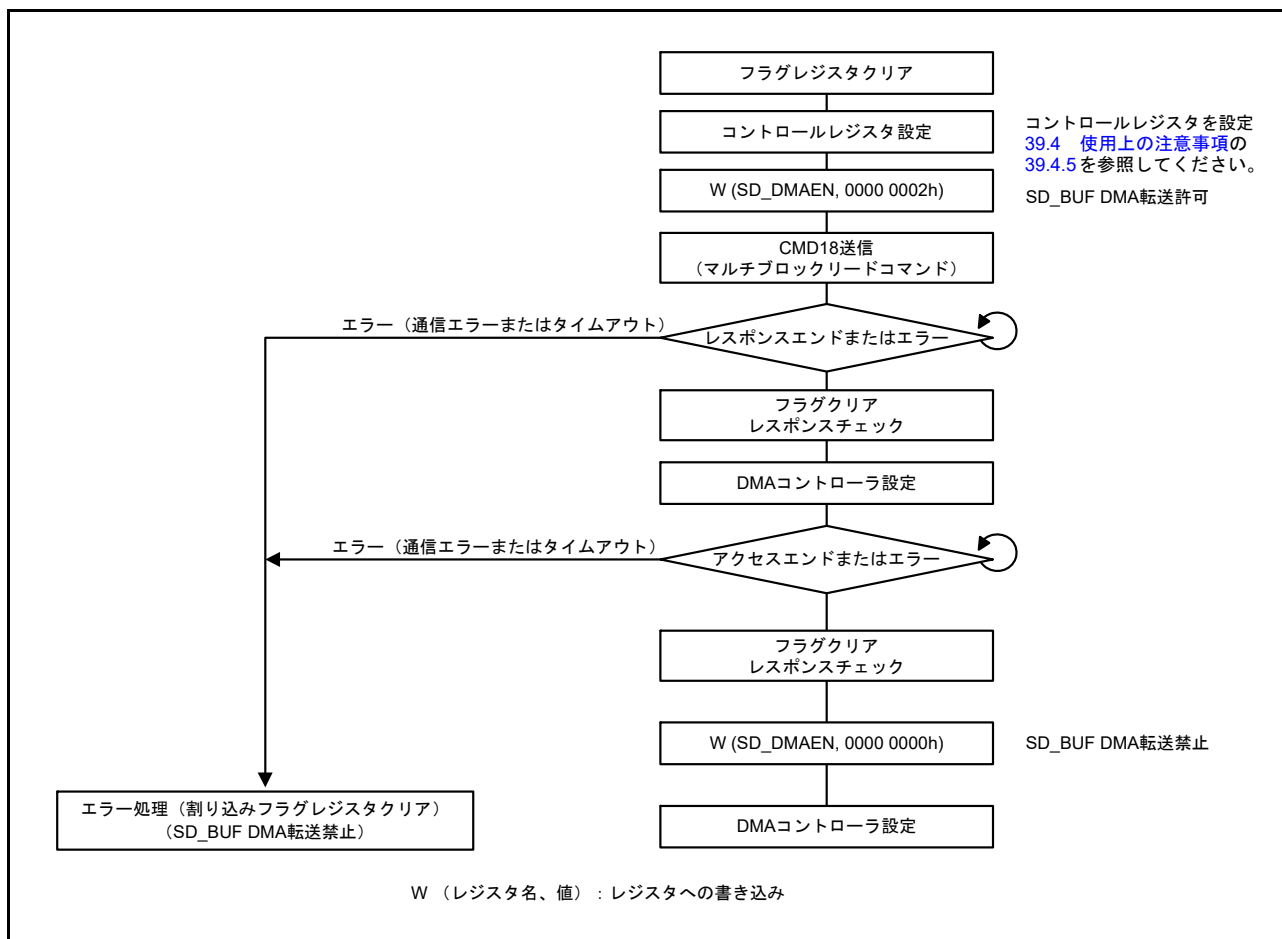 フラグレジスタクリア
コントロールレジスタ設定
コントロールレジスタを設定
39.4 使用上の注意事項の
39.4.5を参照してください。
W (SD_DMAEN, 0000 0002h)
SD_BUF DMA転送許可
CMD18送信
（マルチブロックリードコマンド）
エラー（通信エラーまたはタイムアウト）
レスポンスエンドまたはエラー
フラグクリア
レスポンスチェック
DMAコントローラ設定
エラー（通信エラーまたはタイムアウト）
アクセスエンドまたはエラー
フラグクリア
レスポンスチェック
W (SD_DMAEN, 0000 0000h)
SD_BUF DMA転送禁止
エラー処理（割り込みフラグレジスタクリア）
（SD_BUF DMA転送禁止）
DMAコントローラ設定
W （レジスタ名、値）：レジスタへの書き込み